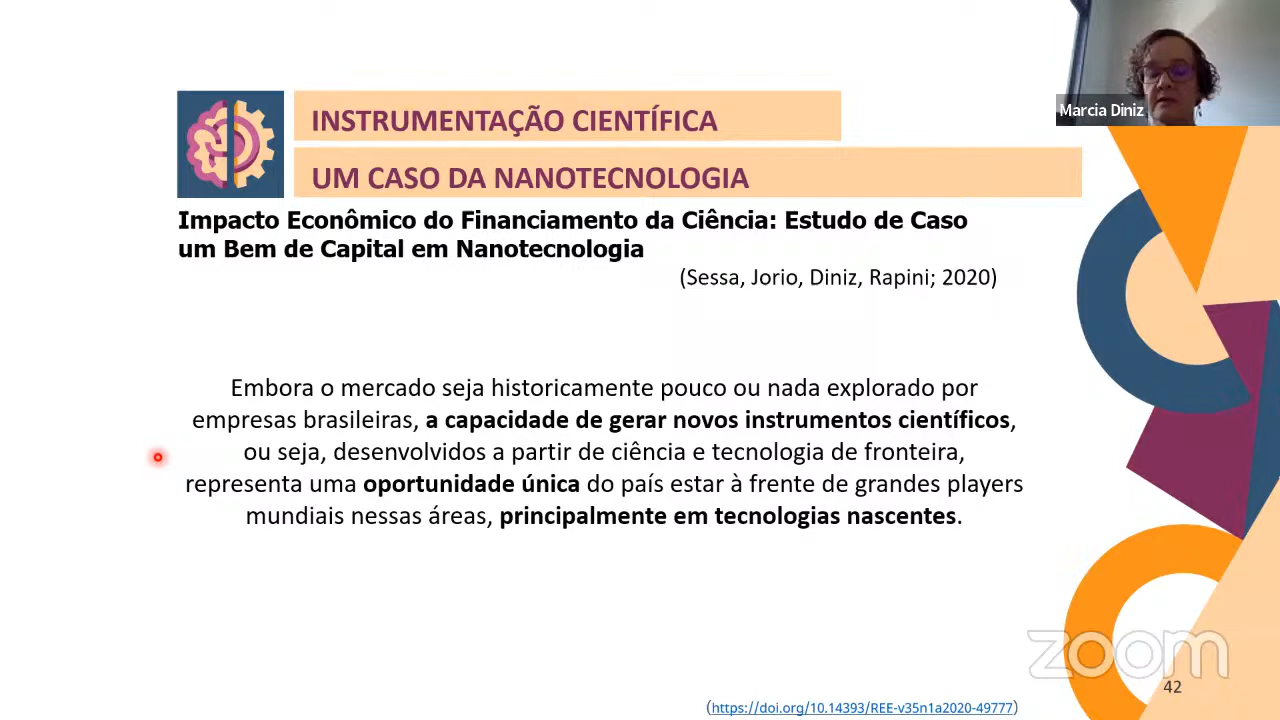 Marcia Diniz
INSTRUMENTAÇÃO CIENTÍFICA
UM CASO DA NANOTECNOLOGIA
Impacto Econômico do Financiamento da Ciência: Estudo de Caso
um Bem de Capital em Nanotecnologia
(Sessa, Jorio, Diniz, Rapini; 2020)
Embora o mercado seja historicamente pouco ou nada explorado por
empresas brasileiras, a capacidade de gerar novos instrumentos científicos,
ou seja, desenvolvidos a partir de ciência e tecnologia de fronteira,
representa uma oportunidade única do país estar à frente de grandes players
mundiais nessas áreas, principalmente em tecnologias nascentes.
zoom
42
(https://doi.org/10.14393/REE-v35n1a2020-49777)